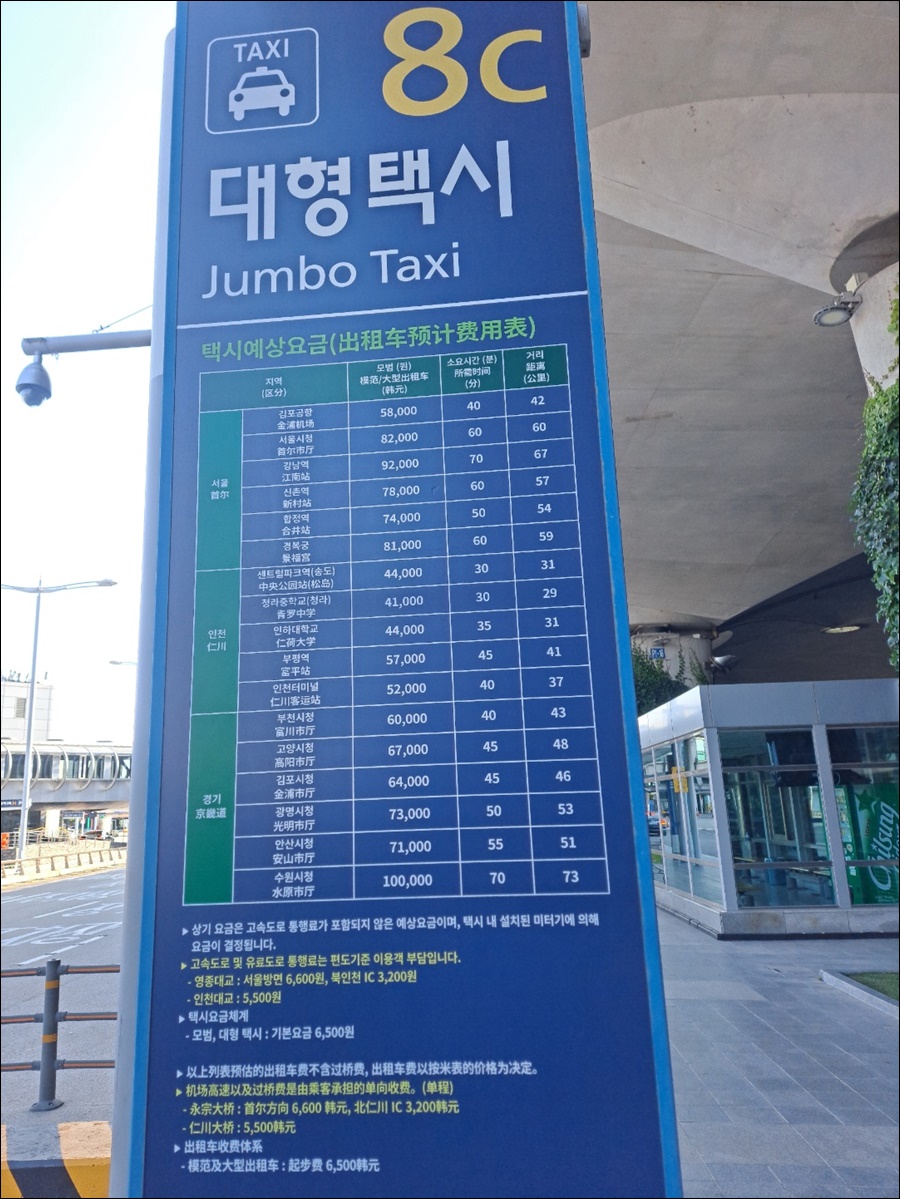 TAXI
8C
대형택시
Jumbo Taxi
택시예상요금(出租车预计费用表)
지역
(区分)
모범 (원)
模范/大型出租车
(韩元)
소요시간 (분)
所需时间
(分)
거리
距离
(公里)
서울
首尔
김포공항
金浦机场
58,000
40
42
서울시청
首尔市厅
82,000
60
60
강남역
江南站
92,000
70
67
신촌역
新村站
78,000
60
57
합정역
合井站
74,000
50
54
경복궁
景福宫
81,000
60
59
인천
仁川
센트럴파크역(송도)
中央公园站(松岛)
44,000
30
31
청라중학교(청라)
青罗中学
41,000
30
29
인하대학교
仁荷大学
44,000
35
31
부평역
富平站
57,000
45
41
인천터미널
仁川客运站
52,000
40
37
경기
京畿道
부천시청
富川市厅
60,000
40
43
고양시청
高阳市厅
67,000
45
48
김포시청
金浦市厅
64,000
45
46
광명시청
光明市厅
73,000
50
53
안산시청
安山市厅
71,000
55
51
수원시청
水原市厅
100,000
70
73
▶ 상기 요금은 고속도로 통행료가 포함되지 않은 예상요금이며, 택시 내 설치된 미터기에 의해
요금이 결정됩니다.
▶ 고속도로 및 유료도로 통행료는 편도기준 이용객 부담입니다.
- 영종대교 : 서울방면 6,600원, 북인천 IC 3,200원
- 인천대교 : 5,500원
▶ 택시요금체계
- 모범, 대형 택시 : 기본요금 6,500원
▶ 以上列表预估的出租车费不含过桥费, 出租车费以按米表的价格为决定。
▶ 机场高速以及过桥费是由乘客承担的单向收费。(单程)
- 永宗大桥 : 首尔方向 6,600 韩元, 北仁川 IC 3,200韩元
- 仁川大桥 : 5,500韩元
▶ 出租车收费体系
- 模范及大型出租车 : 起步费 6,500韩元
Chilsung